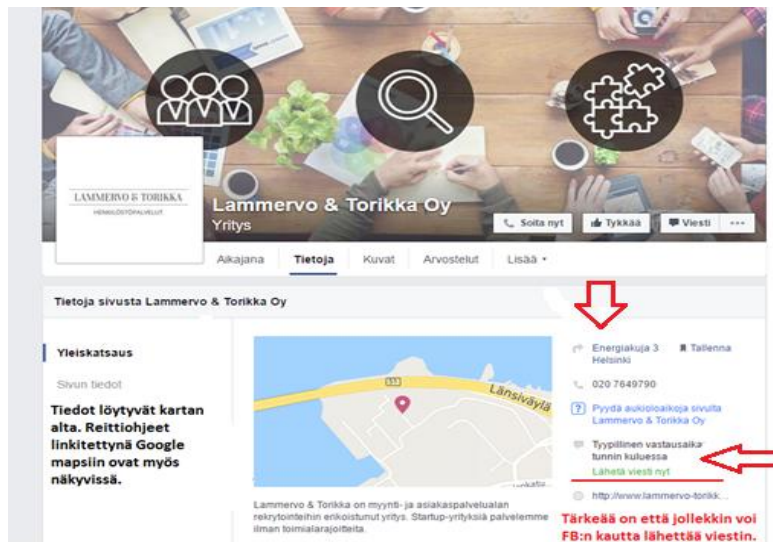 LAMMERVO & TORIKKA
HENKILÖSTÖPALVELUT
Lammervo & Torikka Oy
Yritys
Soita nyt
Tykkää
Viesti
Aikajana
Tietoja
Kuvat
Arvostelut
Lisää
Tietoja sivusta Lammervo & Torikka Oy
Yleiskatsaus
Sivun tiedot
Tiedot löytyvät kartan
alta. Reittiohjeet
linkitettynä Google
mapsiin ovat myös
näkyvissä.
Länsiväylä
Lammervo & Torikka on myynti- ja asiakaspalvelualan
rekrytointeihin erikoistunut yritys. Startup-yrityksiä palvelemme
ilman toimialarajoitteita.
Energiakuja 3
Helsinki
Tallenna
020 7649790
? Pyydä aukioloaikoja sivulta
Lammervo & Torikka Oy
Tyypillinen vastausaika
tunnin kuluessa
Lähetä viesti nyt
http://www.lammervo-torikk...
Tärkeää on että jollekkin voi
FB:n kautta lähettää viestin.